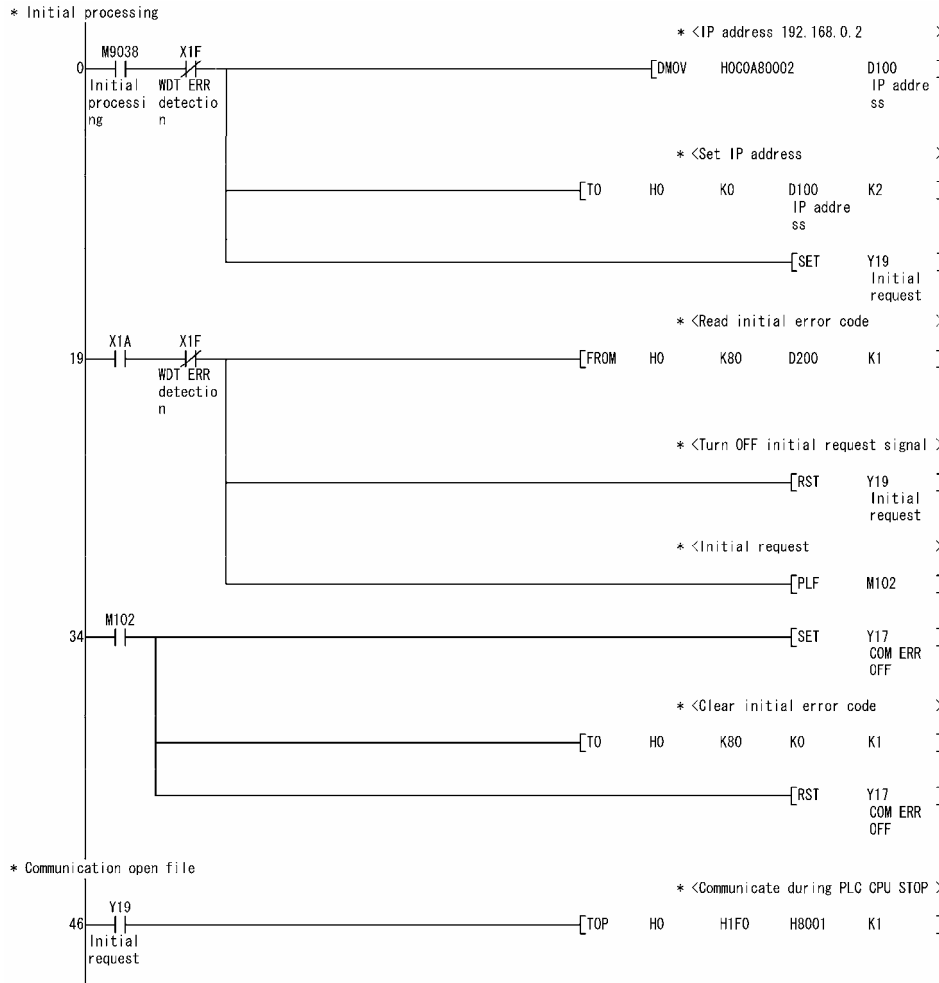 * Initial processing
* <IP address 192.168.0.2 >
M9038 X1F
0 [DMOV H0C0A80002 D100 ]
Initial WDT ERR IP addre
processi detectio ss
ng n
* <Set IP address >
[TO H0 K0 D100 K2 ]
IP addre
ss
[SET Y19 ]
Initial
request
* <Read initial error code >
X1A X1F
19 [FROM H0 K80 D200 K1 ]
WDT ERR
detectio
n
* <Turn OFF initial request signal >
[RST Y19 ]
Initial
request
* <Initial request >
[PLF M102 ]
M102
34 [SET Y17 ]
COM ERR
OFF
* <Clear initial error code >
[TO H0 K80 K0 K1 ]
[RST Y17 ]
COM ERR
OFF
* Communication open file
* <Communicate during PLC CPU STOP >
Y19
46 [TOP H0 H1F0 H8001 K1 ]
Initial
request